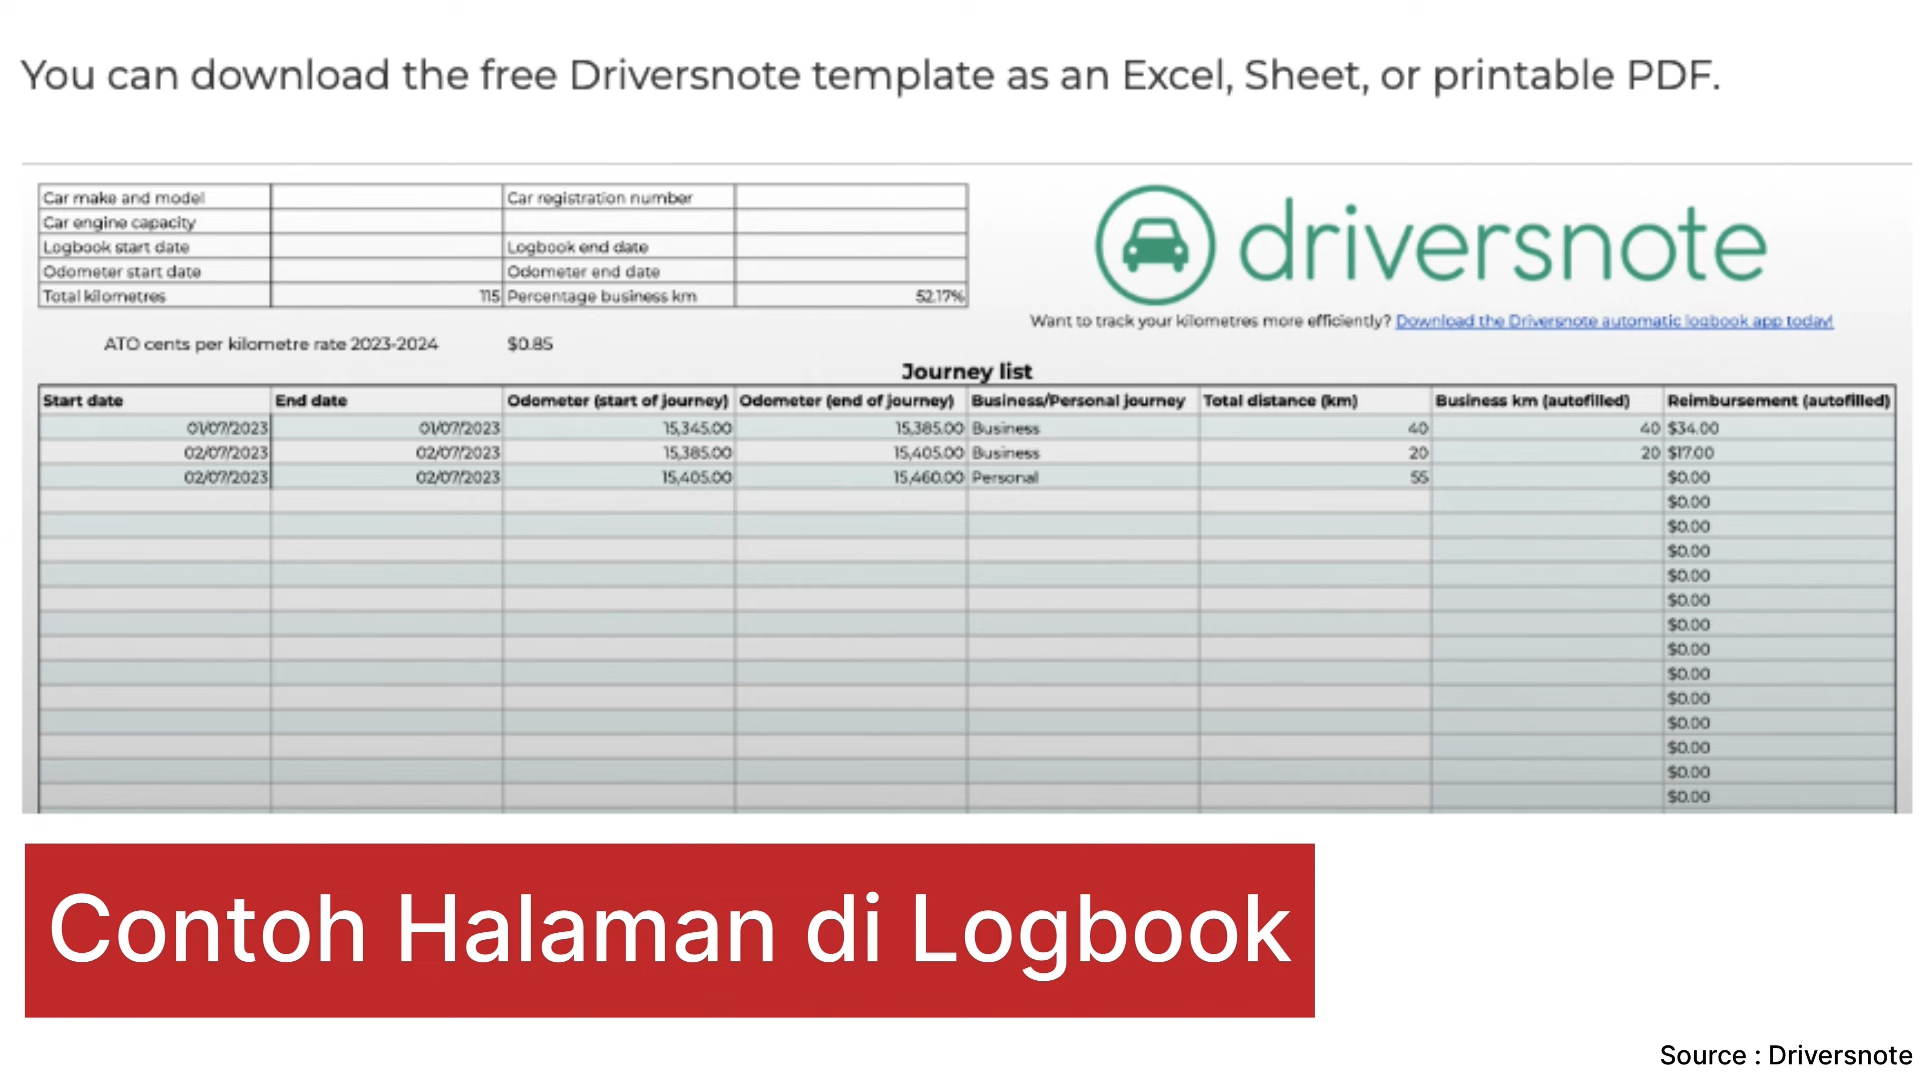 You can download the free Driversnote template as an Excel, Sheet, or printable PDF.
Car make and model Car registration number
Car engine capacity
Logbook start date Logbook end date
Odometer start date Odometer end date
Total kilometres 115 Percentage business km 52.17%
driversnote
Want to track your kilometres more efficiently? Download the Driversnote automatic logbook app today!
ATO cents per kilometre rate 2023-2024 $0.85
Journey list
Start date End date Odometer (start of journey) Odometer (end of journey) Business/Personal journey Total distance (km) Business km (autofilled) Reimbursement (autofilled)
01/07/2023 01/07/2023 15,345.00 15,385.00 Business 40 40 $34.00
02/07/2023 02/07/2023 15,385.00 15,405.00 Business 20 20 $17.00
02/07/2023 02/07/2023 15,405.00 15,460.00 Personal 55 $0.00
$0.00
$0.00
$0.00
$0.00
$0.00
$0.00
$0.00
$0.00
$0.00
$0.00
$0.00
$0.00
$0.00
Contoh Halaman di Logbook
Source : Driversnote